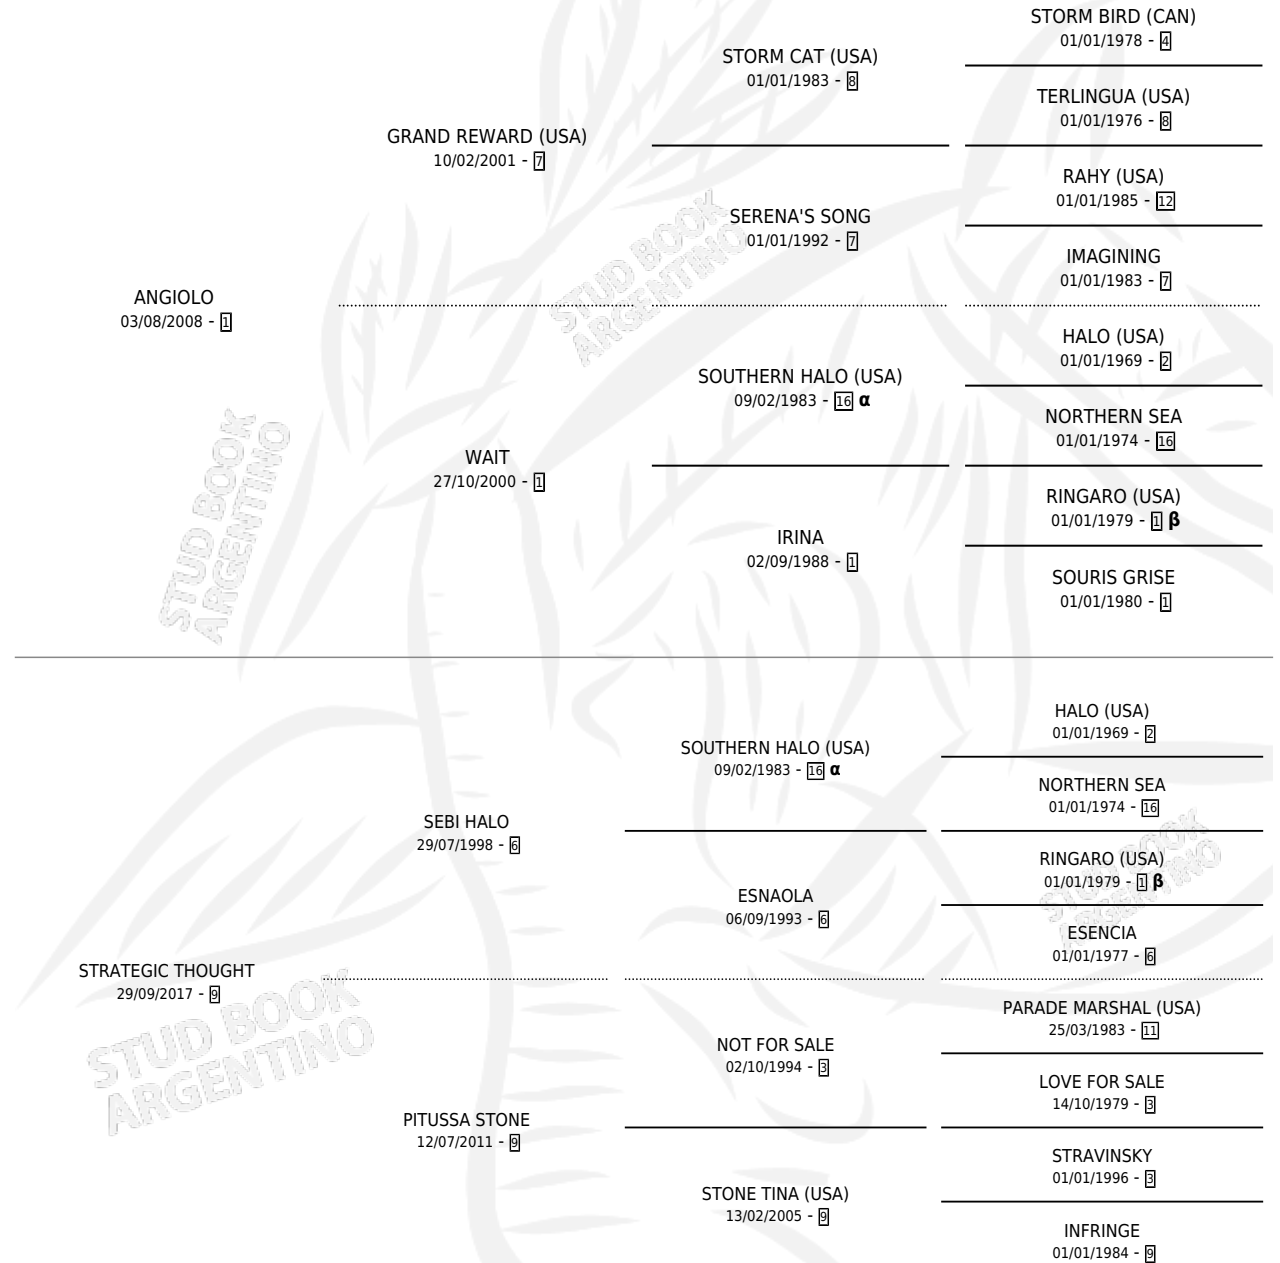 STORM BIRD (CAN)
01/01/1978 - 4
STORM CAT (USA)
01/01/1983 - 8
TERLINGUA (USA)
01/01/1976 - 8
GRAND REWARD (USA)
10/02/2001 - 7
RAHY (USA)
01/01/1985 - 12
SERENA'S SONG
01/01/1992 - 7
IMAGINING
01/01/1983 - 7
ANGIOLO
03/08/2008 - 1
HALO (USA)
01/01/1969 - 2
SOUTHERN HALO (USA)
09/02/1983 - 16 α
NORTHERN SEA
01/01/1974 - 16
WAIT
27/10/2000 - 1
RINGARO (USA)
01/01/1979 - 1 β
IRINA
02/09/1988 - 1
SOURIS GRISE
01/01/1980 - 1
HALO (USA)
01/01/1969 - 2
SOUTHERN HALO (USA)
09/02/1983 - 16 α
NORTHERN SEA
01/01/1974 - 16
SEBI HALO
29/07/1998 - 6
RINGARO (USA)
01/01/1979 - 1 β
ESNAOLA
06/09/1993 - 6
ESENCIA
01/01/1977 - 6
STRATEGIC THOUGHT
29/09/2017 - 9
PARADE MARSHAL (USA)
25/03/1983 - 11
NOT FOR SALE
02/10/1994 - 3
LOVE FOR SALE
14/10/1979 - 3
PITUSSA STONE
12/07/2011 - 9
STRAVINSKY
01/01/1996 - 3
STONE TINA (USA)
13/02/2005 - 9
INFRINGE
01/01/1984 - 9
STUD BOOK
ARGENTINO
STUD BOOK
ARGENTINO
STUD BOOK
ARGENTINO
STUD BOOK
ARGENTINO